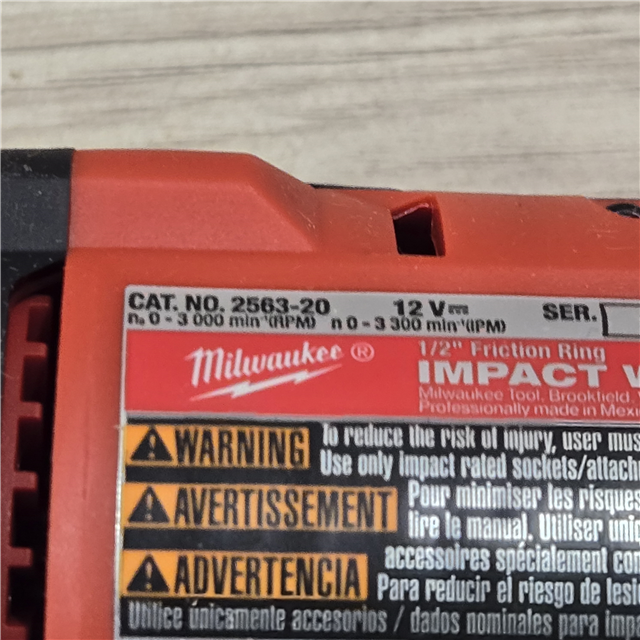 CAT. NO. 2563-20 12 V⎓ SER.
n₀ 0 - 3 000 min⁻¹(RPM) n 0 - 3 300 min⁻¹(IPM)
Milwaukee ®
1/2" Friction Ring
IMPACT
Milwaukee Tool, Brookfield,
Professionally made in
WARNING
To reduce the risk of injury, user
Use only impact rated
AVERTISSEMENT
Pour minimiser les risques
lire le manuel. Utiliser
accessoires spécialement
ADVERTENCIA
Para reducir el riesgo de
Utilice únicamente accesorios / dados nominales para